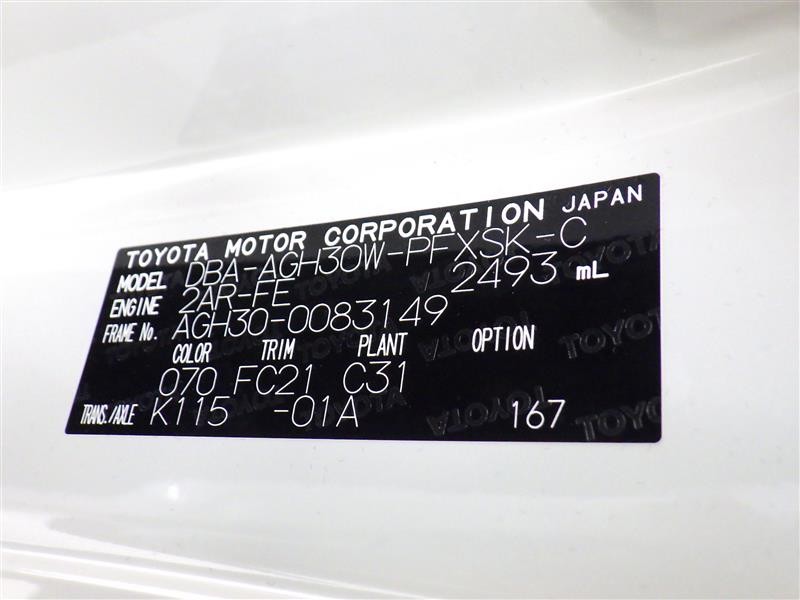 TOYOTA MOTOR CORPORATION JAPAN
MODEL DBA-AGH30W-PFXSK-C
ENGINE 2AR-FE 2493 mL
FRAME No. AGH30-0083149
COLOR TRIM PLANT OPTION
070 FC21 C31
TRANS./AXLE K115 -01A 167